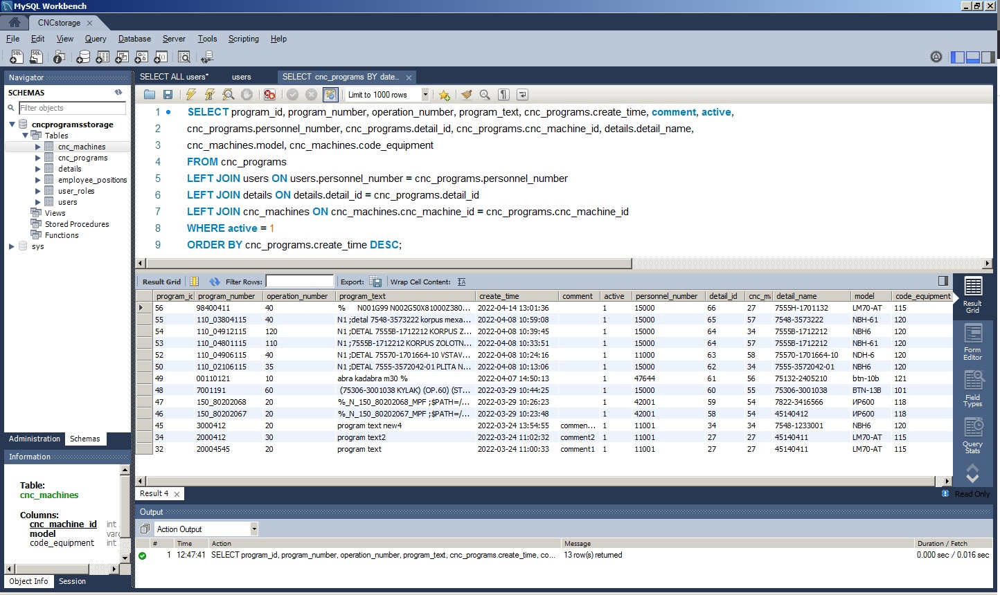 MySQL Workbench
CNCstorage
File Edit View Query Database Server Tools Scripting Help
Navigator
SCHEMAS
Filter objects
cncprogramsstorage
Tables
cnc_machines
cnc_programs
details
employee_positions
user_roles
users
Views
Stored Procedures
Functions
sys
Administration Schemas
Information
Table:
cnc_machines
Columns:
cnc_machine_id int
model varc
code_equipment int
Object Info Session
SELECT ALL users* users SELECT cnc_programs BY date...
Limit to 1000 rows
1 SELECT program_id, program_number, operation_number, program_text, cnc_programs.create_time, comment, active,
2 cnc_programs.personnel_number, cnc_programs.detail_id, cnc_programs.cnc_machine_id, details.detail_name,
3 cnc_machines.model, cnc_machines.code_equipment
4 FROM cnc_programs
5 LEFT JOIN users ON users.personnel_number = cnc_programs.personnel_number
6 LEFT JOIN details ON details.detail_id = cnc_programs.detail_id
7 LEFT JOIN cnc_machines ON cnc_machines.cnc_machine_id = cnc_programs.cnc_machine_id
8 WHERE active = 1
9 ORDER BY cnc_programs.create_time DESC;
Result Grid Filter Rows: Export: Wrap Cell Content:
program_id program_number operation_number program_text create_time comment active personnel_number detail_id cnc_m detail_name model code_equipment
56 98400411 40 % N001G99 N002G50X81000Z380... 2022-04-14 13:01:36 1 15000 66 27 7555H-1701132 LM70-AT 115
55 110_03804115 40 N1 ;detal 7548-3573222 korpus mexa... 2022-04-08 10:59:08 1 15000 65 57 7548-3573222 NBH-61 120
54 110_04912115 120 N1 ;DETAL 7555B-1712212 KORPUS Z... 2022-04-08 10:39:45 1 15000 64 34 7555B-1712212 NBH6 120
53 110_04801115 110 N1 ;7555B-1712212 KORPUS ZOLOTN... 2022-04-08 10:33:51 1 15000 64 57 7555B-1712212 NBH-61 120
52 110_04906115 40 N1 ;DETAL 75570-1701664-10 VSTAV... 2022-04-08 10:24:16 1 11000 63 58 75570-1701664-10 NDH-6 120
50 110_02106115 35 N1 ;DETAL 7555-3572042-01 PLITA N... 2022-04-08 10:13:06 1 15000 62 34 7555-3572042-01 NBH6 120
49 00110121 10 abra kadabra m30 % 2022-04-07 14:50:13 1 47644 61 56 75132-2405210 btn-10b 121
48 7001191 60 (75306-3001038 KYLAK) (OP.60) (ST... 2022-03-29 10:44:25 1 15000 60 55 75306-3001038 BTN-13B 101
47 150_80202068 20 %_N_150_80202068_MPF ;$PATH=/... 2022-03-29 10:26:23 1 42001 59 54 7822-3416566 ИР600 118
46 150_80202067 20 %_N_150_80202067_MPF ;$PATH=/... 2022-03-29 10:23:48 1 42001 58 54 45140412 ИР600 118
45 3000412 20 program text new4 2022-03-24 13:54:55 commen... 1 11001 34 34 7548-1233001 NBH6 120
34 2000412 30 program text2 2022-03-24 11:02:32 comment2 1 11001 27 27 45140411 LM70-AT 115
32 20004545 20 program text 2022-03-24 11:00:33 comment1 1 11001 27 27 45140411 LM70-AT 115
Result Grid
Form Editor
Field Types
Query Stats
Result 4
Read Only
Output
Action Output
# Time Action Message Duration / Fetch
1 12:47:41 SELECT program_id, program_number, operation_number, program_text, cnc_programs.create_time, co... 13 row(s) returned 0.000 sec / 0.016 sec